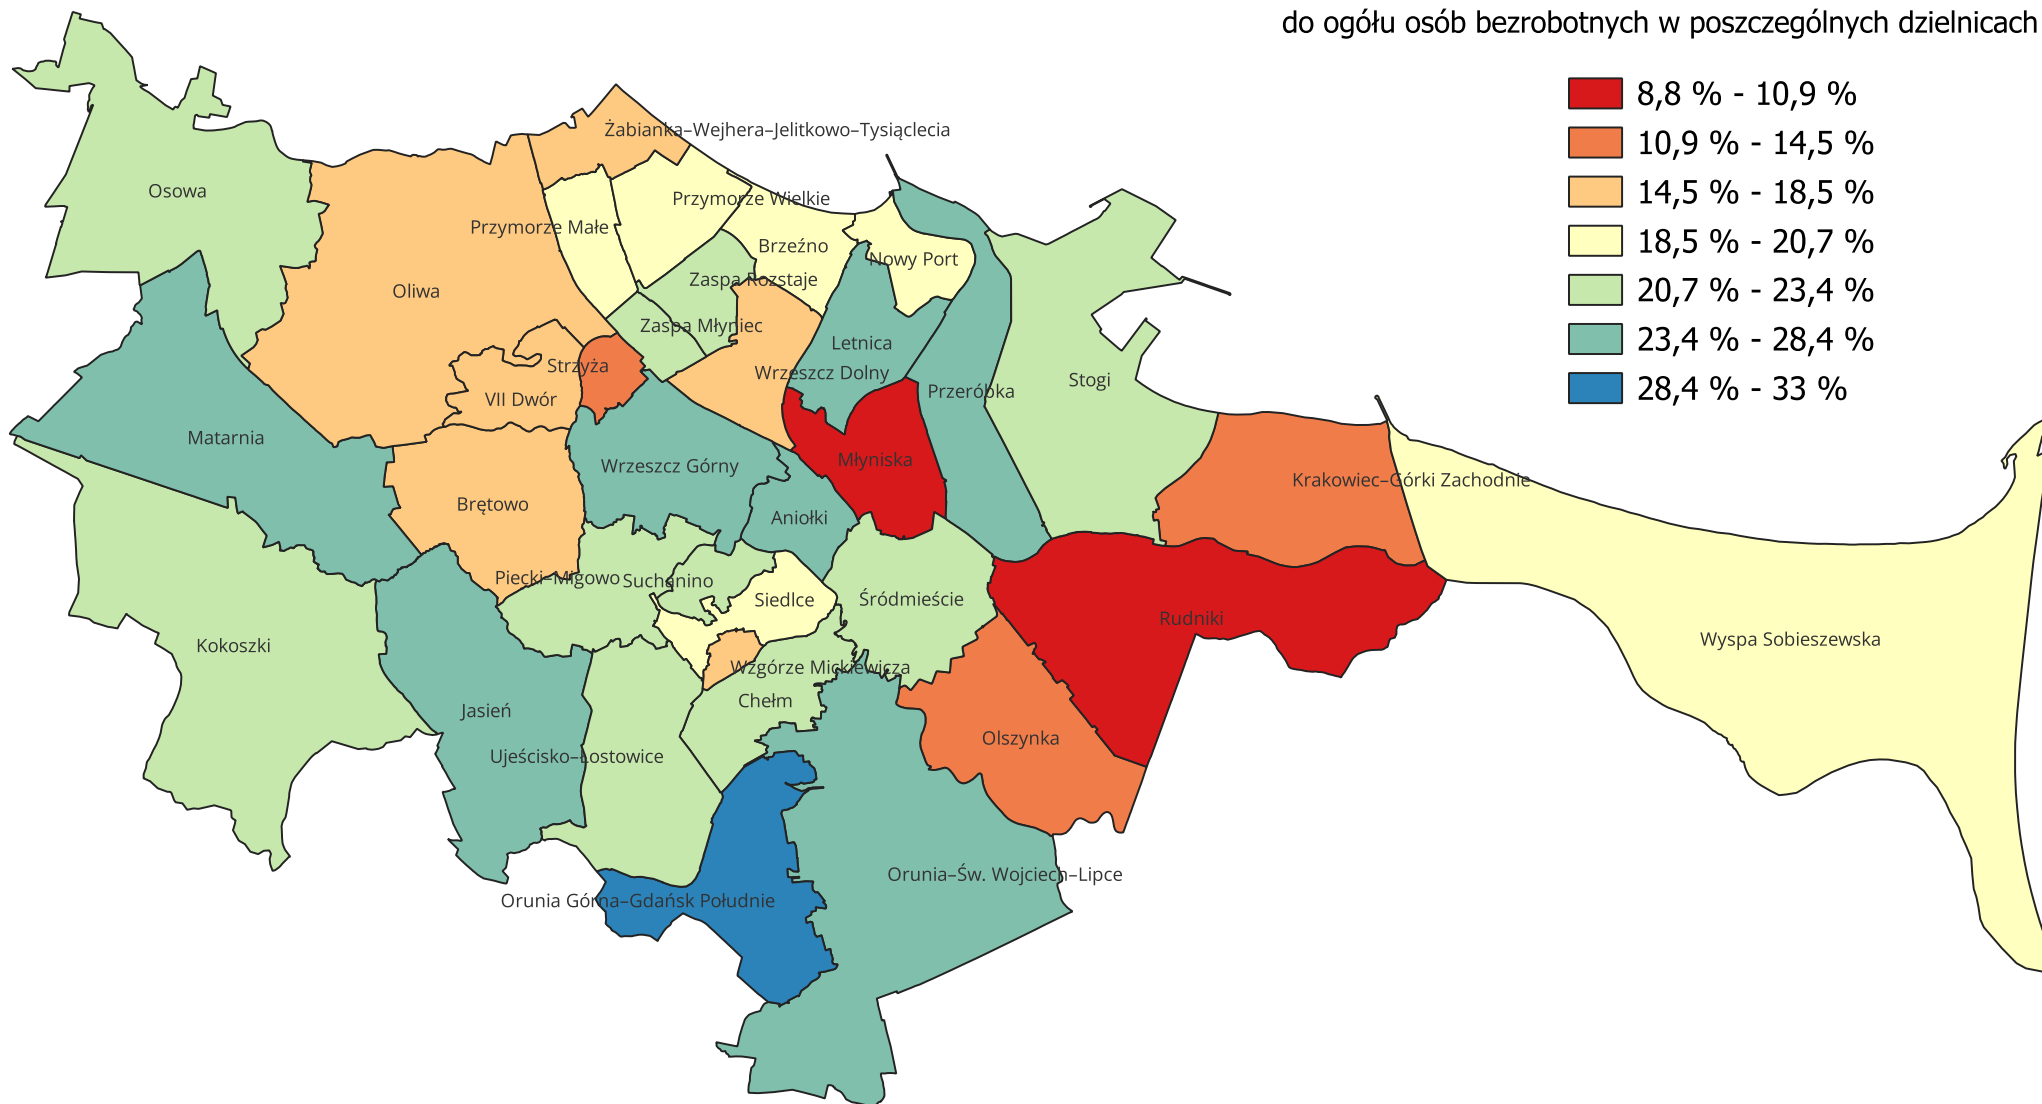 do ogółu osób bezrobotnych w poszczególnych dzielnicach
8,8 % - 10,9 %
10,9 % - 14,5 %
14,5 % - 18,5 %
18,5 % - 20,7 %
20,7 % - 23,4 %
23,4 % - 28,4 %
28,4 % - 33 %
Żabianka–Wejhera–Jelitkowo–Tysiąclecia
Osowa
Przymorze Wielkie
Przymorze Małe
Brzeźno
Nowy Port
Zaspa Rozstaje
Oliwa
Zaspa Młyniec
Letnica
Strzyża
Wrzeszcz Dolny
Stogi
Przeróbka
VII Dwór
Matarnia
Młyniska
Wrzeszcz Górny
Krakowiec–Górki Zachodnie
Brętowo
Aniołki
Piecki–Migowo
Suchanino
Siedlce
Śródmieście
Rudniki
Wyspa Sobieszewska
Kokoszki
Wzgórze Mickiewicza
Chełm
Jasień
Olszynka
Ujeścisko–Łostowice
Orunia–Św. Wojciech–Lipce
Orunia Górna–Gdańsk Południe